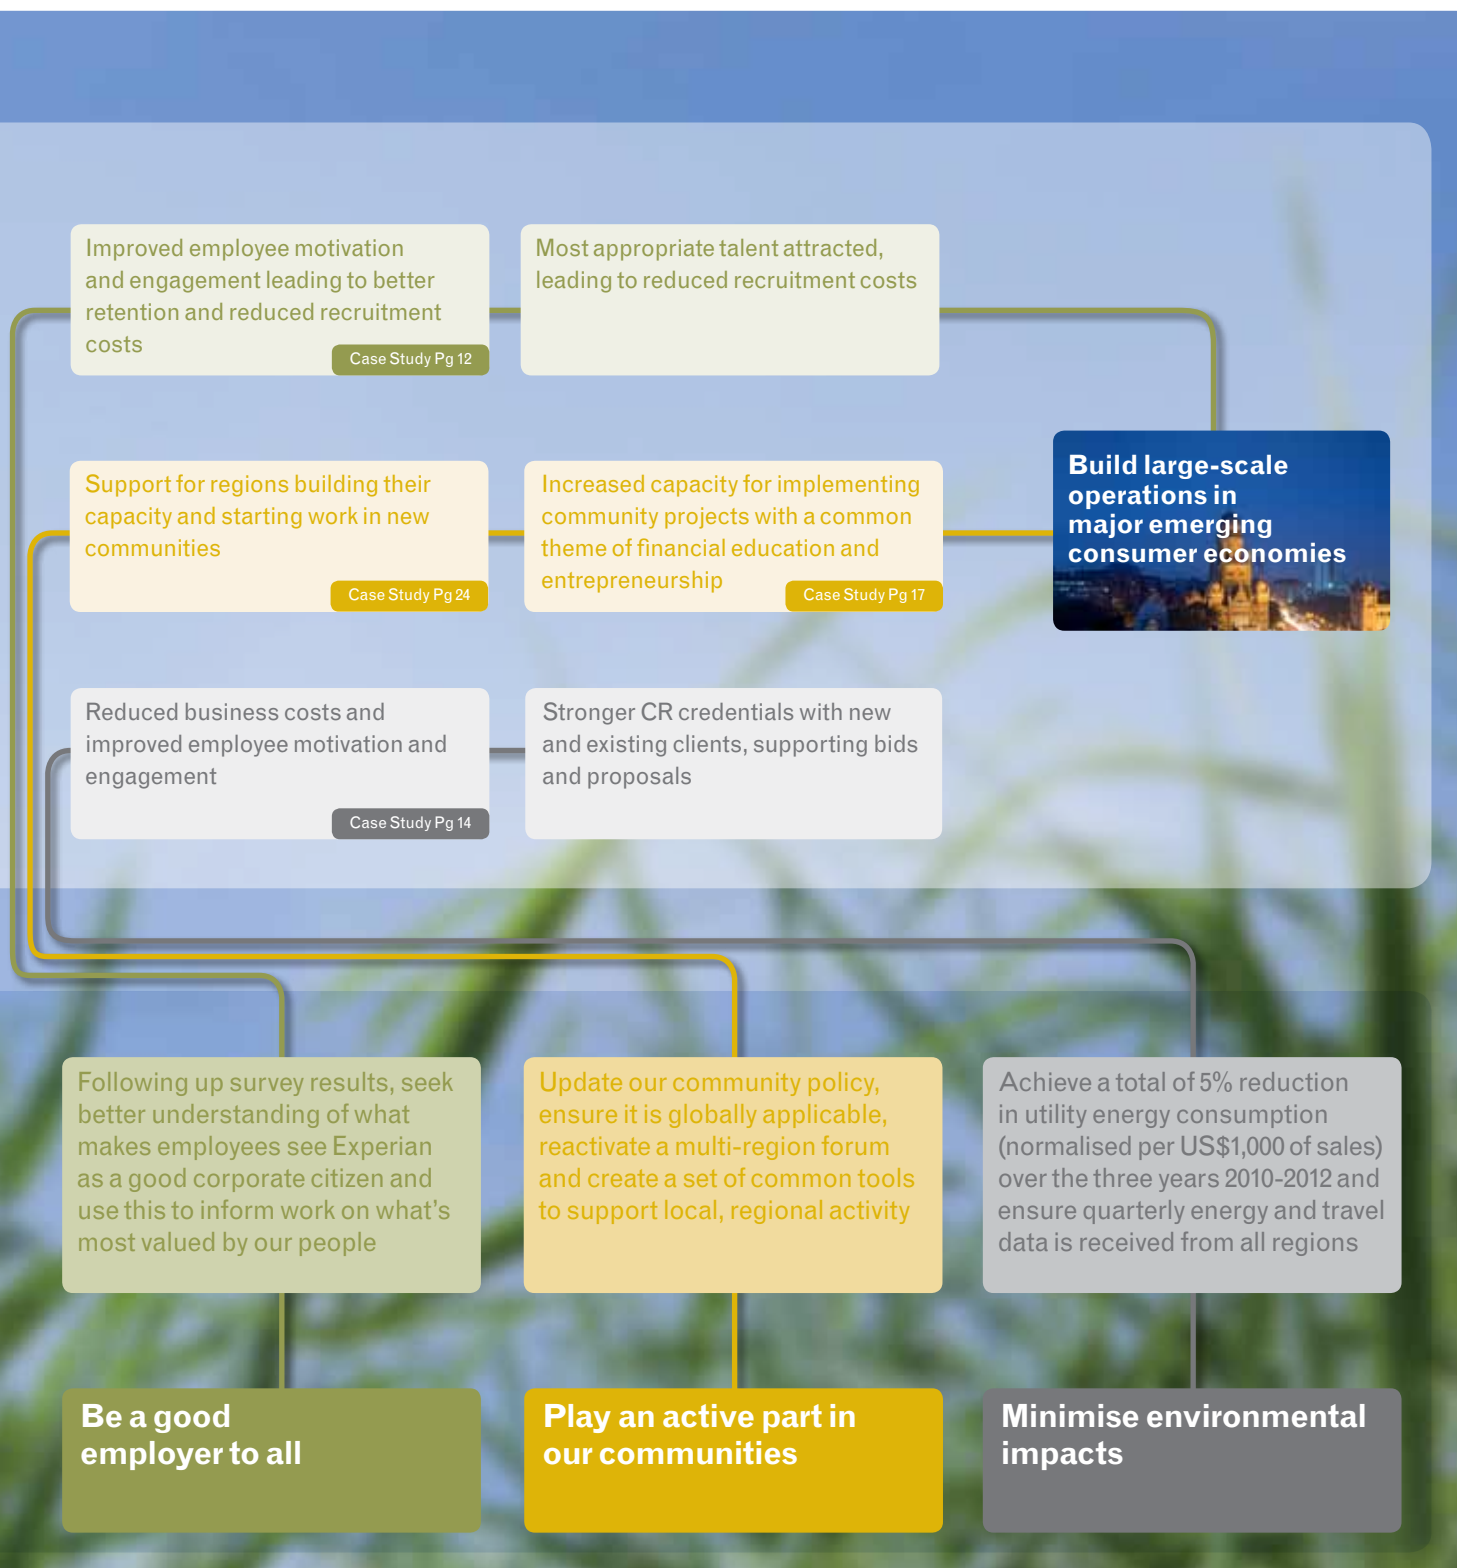 Improved employee motivation
and engagement leading to better
retention and reduced recruitment
costs
Case Study Pg 12
Most appropriate talent attracted,
leading to reduced recruitment costs
Support for regions building their
capacity and starting work in new
communities
Case Study Pg 24
Increased capacity for implementing
community projects with a common
theme of financial education and
entrepreneurship
Case Study Pg 17
Build large-scale
operations in
major emerging
consumer economies
Reduced business costs and
improved employee motivation and
engagement
Case Study Pg 14
Stronger CR credentials with new
and existing clients, supporting bids
and proposals
Following up survey results, seek
better understanding of what
makes employees see Experian
as a good corporate citizen and
use this to inform work on what's
most valued by our people
Update our community policy,
ensure it is globally applicable,
reactivate a multi-region forum
and create a set of common tools
to support local, regional activity
Achieve a total of 5% reduction
in utility energy consumption
(normalised per US$1,000 of sales)
over the three years 2010-2012 and
ensure quarterly energy and travel
data is received from all regions
Be a good
employer to all
Play an active part in
our communities
Minimise environmental
impacts